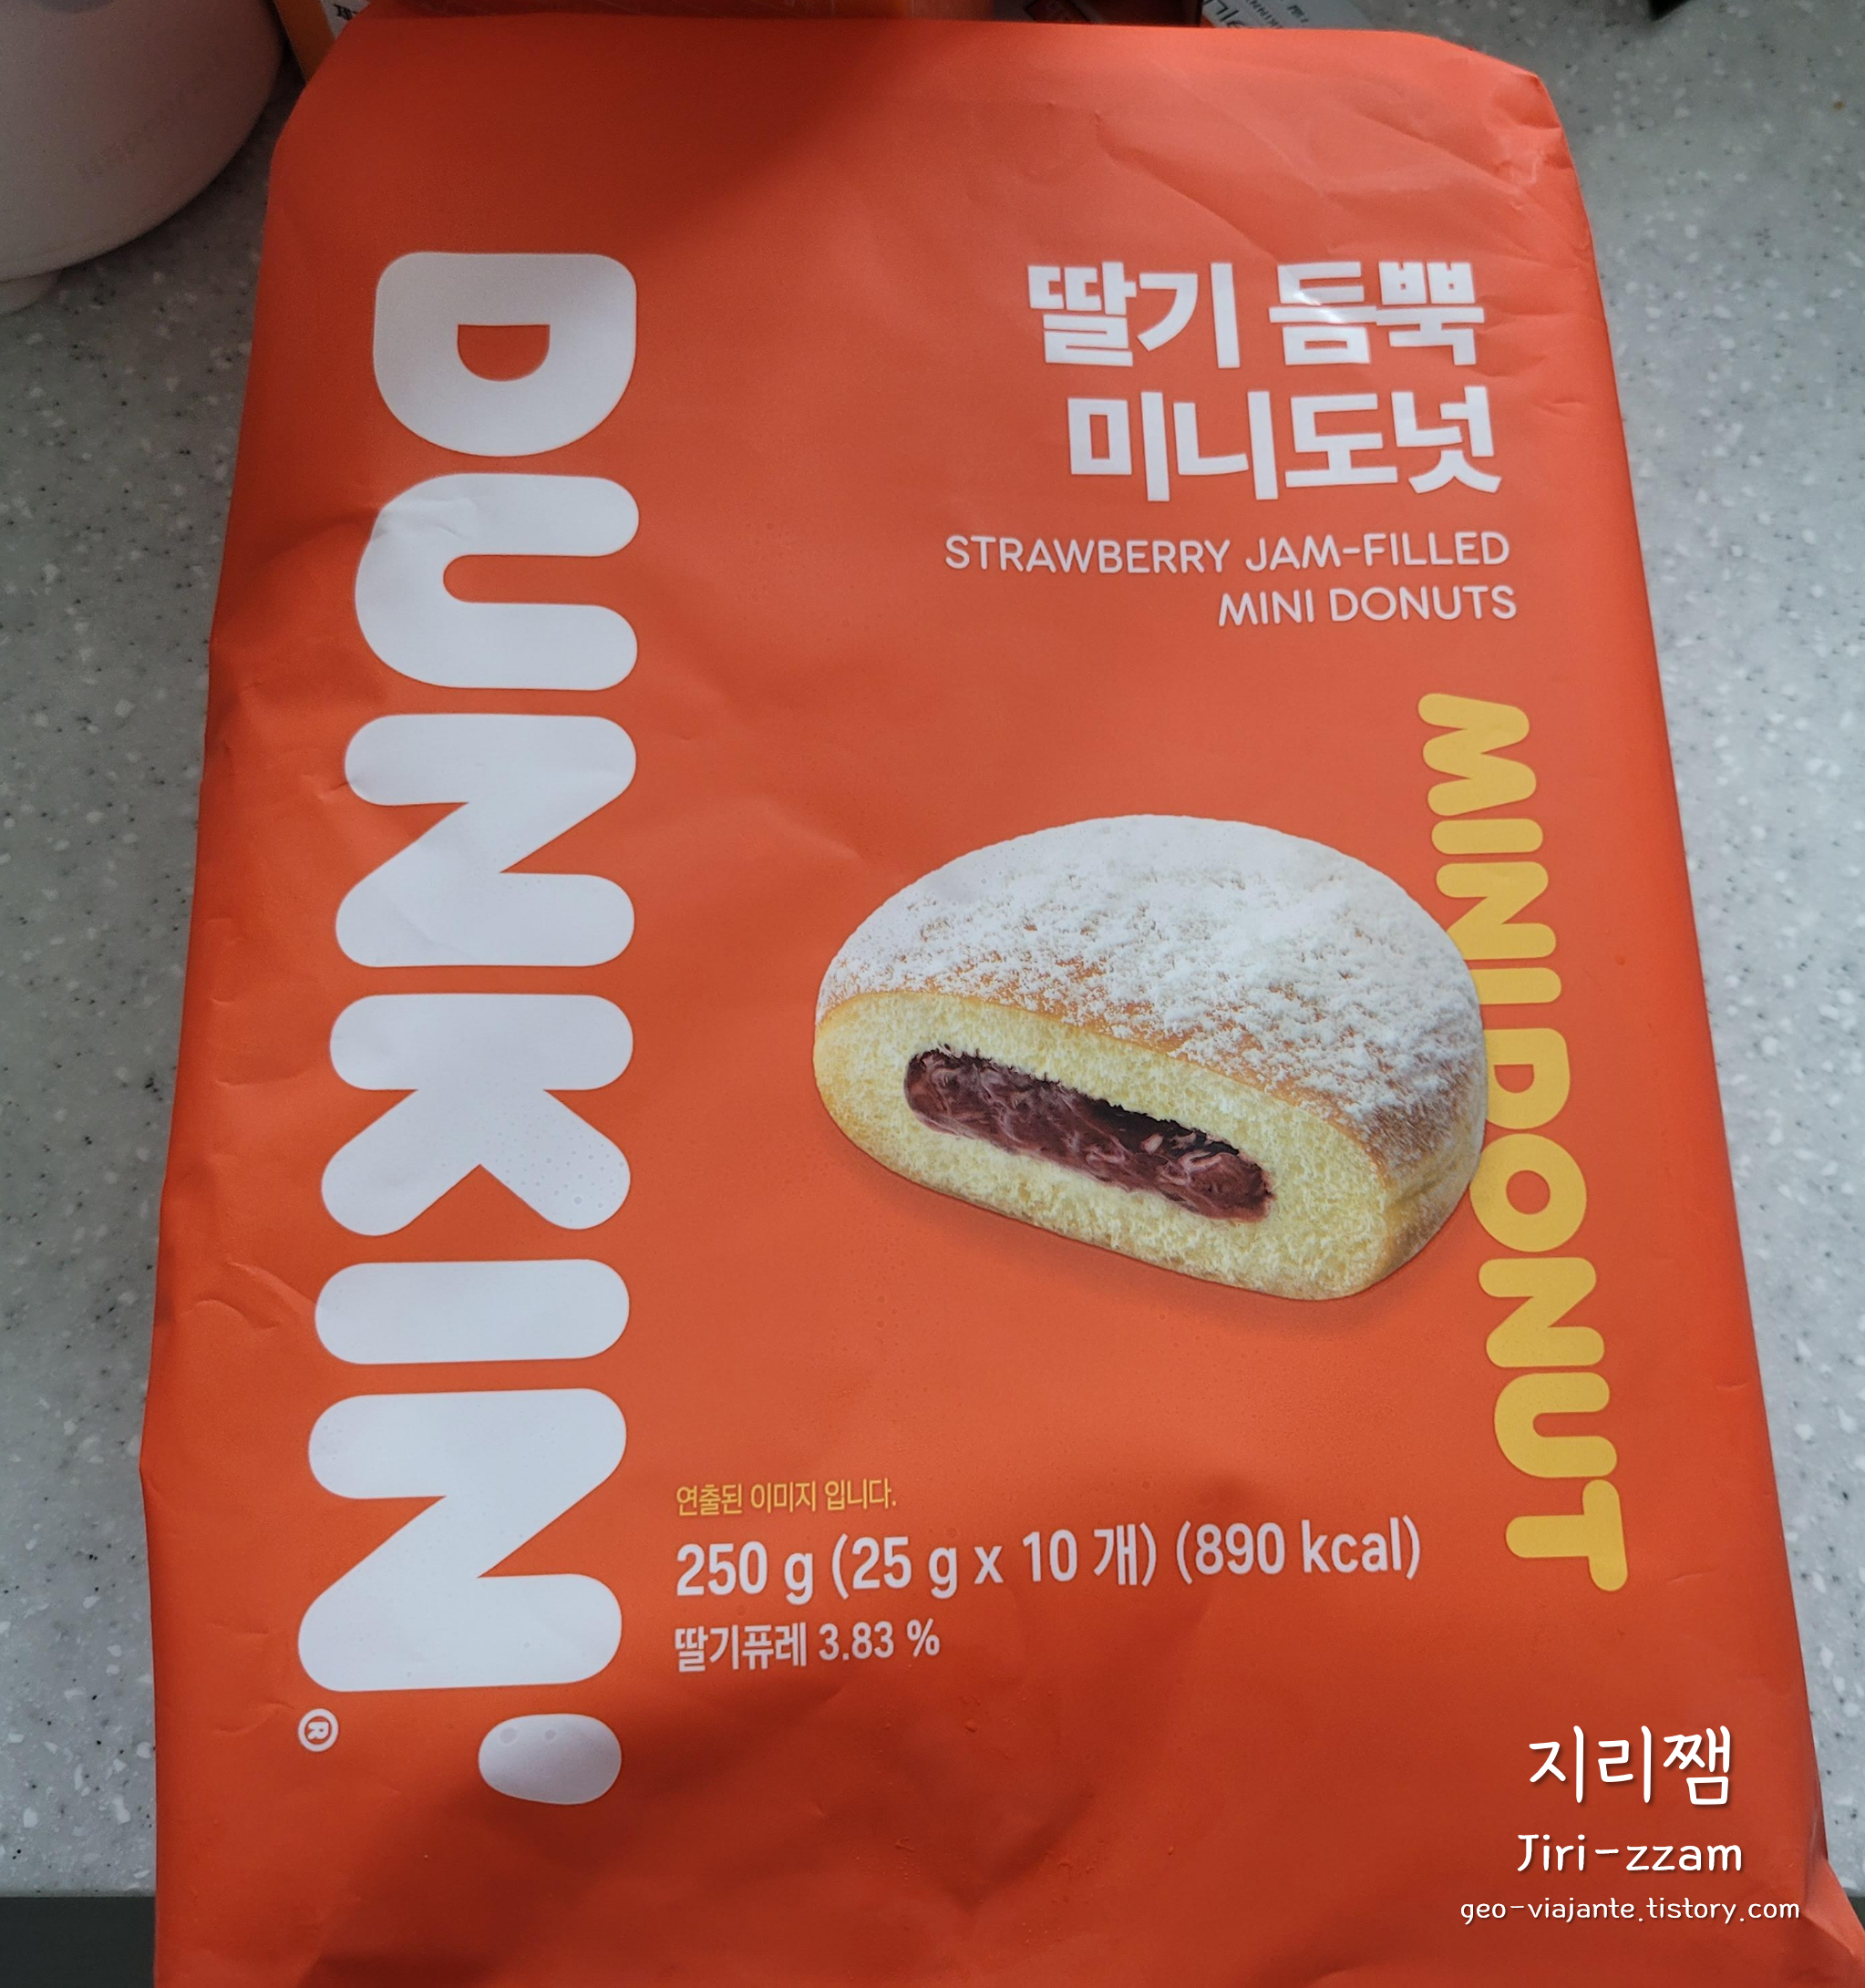 DUNKIN'
®
딸기 듬뿍
미니도넛
STRAWBERRY JAM-FILLED
MINI DONUTS
MINI DONUT
연출된 이미지 입니다.
250 g (25 g x 10 개) (890 kcal)
딸기퓨레 3.83 %
지리쨈
Jiri-zzam
geo-viajante.tistory.com